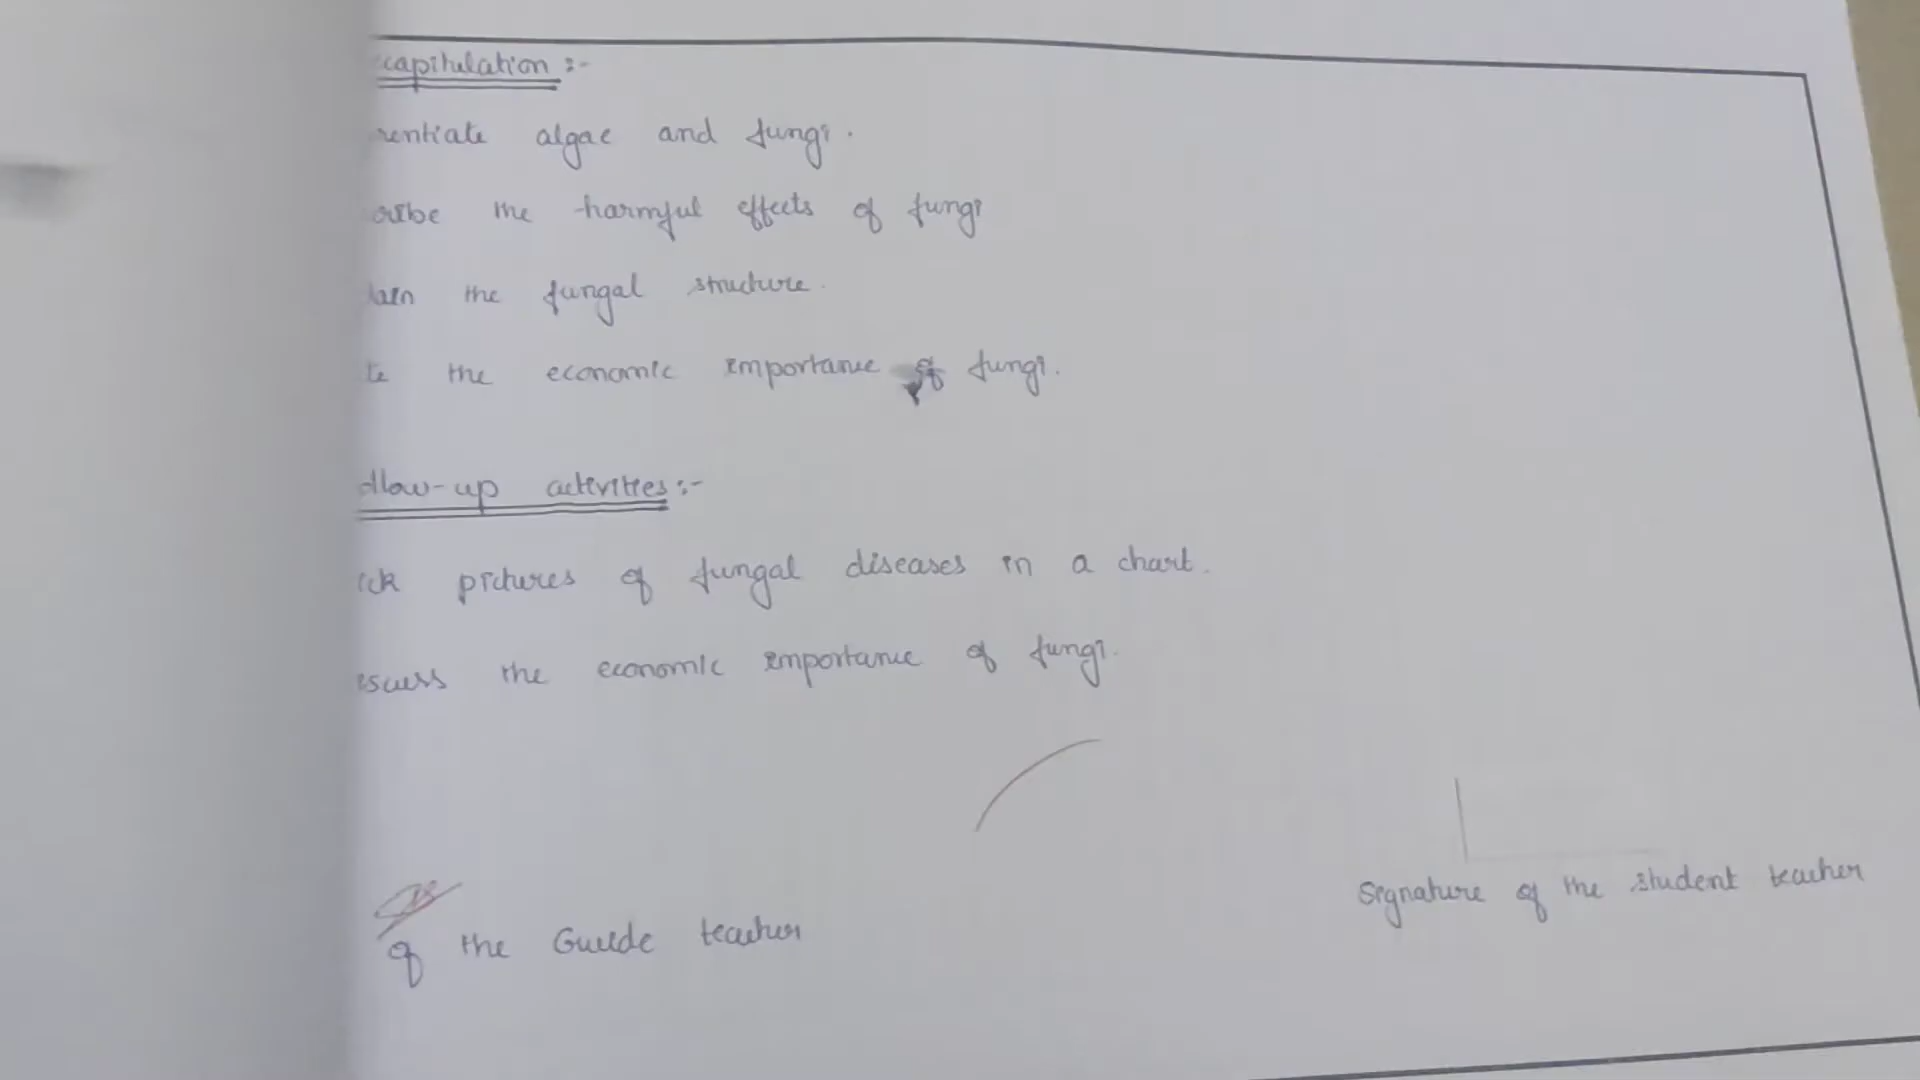 capitulation :-
rentiate algae and fungi.
cribe the harmful effects of fungi
lain the fungal structure.
te the economic importance of fungi.
ollow-up activities :-
ick pictures of fungal diseases in a chart.
iscuss the economic importance of fungi.
Signature of the student teacher
of the Guide teacher